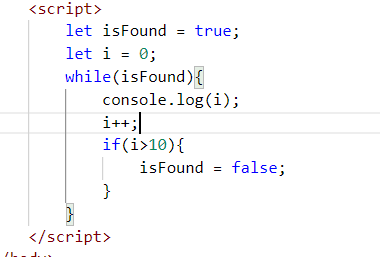 <script>
let isFound = true;
let i = 0;
while(isFound){
console.log(i);
i++;
if(i>10){
isFound = false;
}
}
</script>
</body>